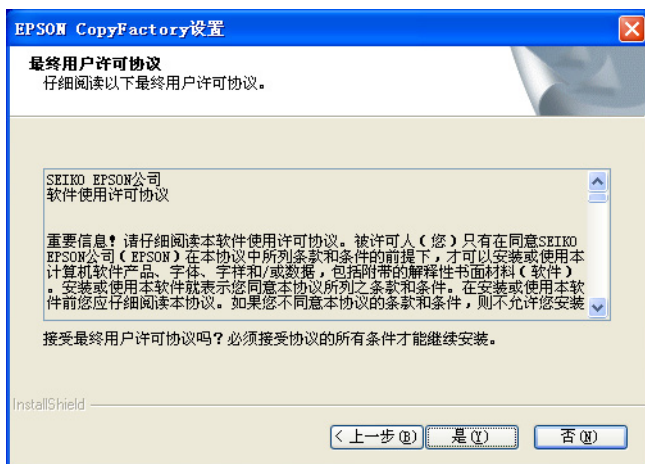 EPSON CopyFactory设置
最终用户许可协议
仔细阅读以下最终用户许可协议。
SEIKO EPSON公司
软件使用许可协议
重要信息！请仔细阅读本软件使用许可协议。被许可人（您）只有在同意SEIKO
EPSON公司（EPSON）在本协议中所列条款和条件的前提下，才可以安装或使用本
计算机软件产品、字体、字样和/或数据，包括附带的解释性书面材料（软件）
。安装或使用本软件就表示您同意本协议所列之条款和条件。在安装或使用本软
件前您应仔细阅读本协议。如果您不同意本协议的条款和条件，则不允许您安装
接受最终用户许可协议吗？必须接受协议的所有条件才能继续安装。
InstallShield
< 上一步(B) 是(Y) 否(N)